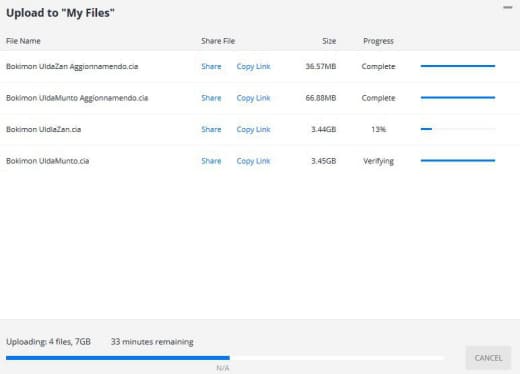 Upload to "My Files"
File Name Share File Size Progress
Bokimon UldaZan Aggionnamendo.cia Share Copy Link 36.57MB Complete
Bokimon UldaMunto Aggionnamendo.cia Share Copy Link 66.88MB Complete
Bokimon UldlaZan.cia Share Copy Link 3.44GB 13%
Bokimon UldaMunto.cia Share Copy Link 3.45GB Verifying
Uploading: 4 files, 7GB 33 minutes remaining
N/A
CANCEL